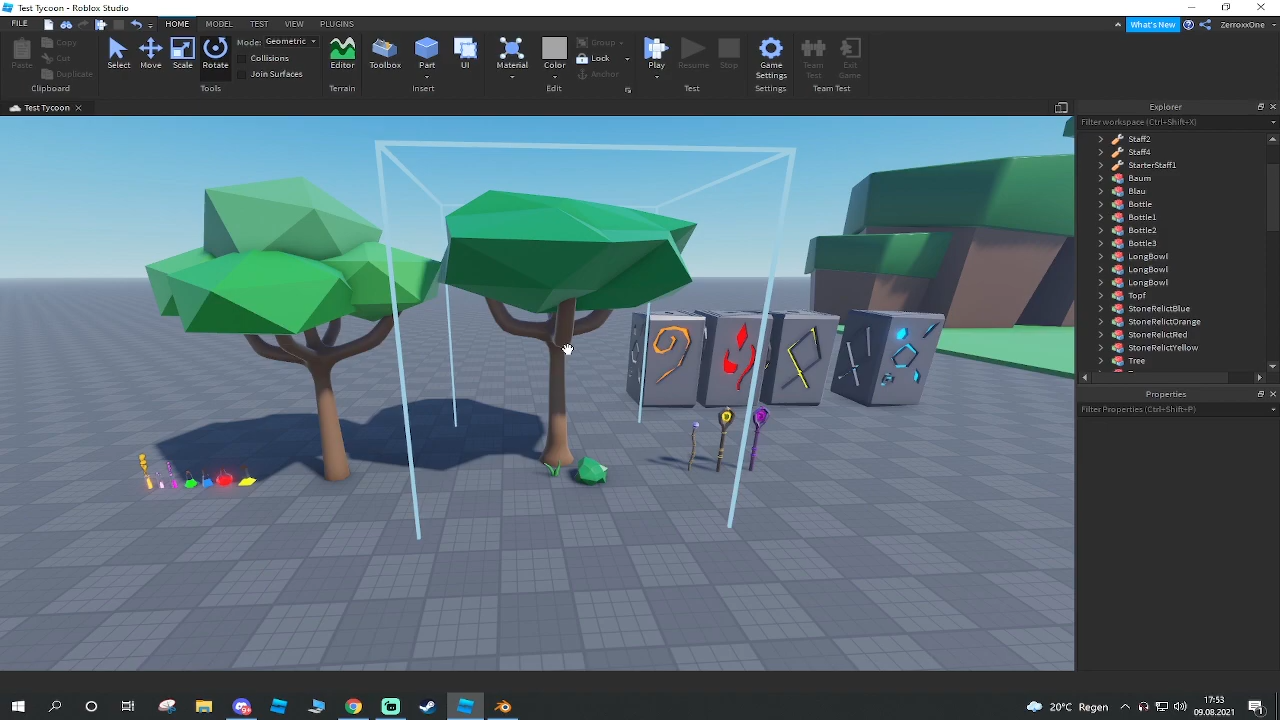 Test Tycoon - Roblox Studio
FILE HOME MODEL TEST VIEW PLUGINS What's New ZerroxxOne
Paste Copy Cut Duplicate Clipboard
Select Move Scale Rotate Mode: Geometric Collisions Join Surfaces Tools
Editor Terrain
Toolbox Part UI Insert
Material Color Group Lock Anchor Edit
Play Resume Stop Test
Game Settings Settings
Team Test Exit Game Team Test
Test Tycoon
Explorer
Filter workspace (Ctrl+Shift+X)
Staff2
Staff4
StarterStaff1
Baum
Blau
Bottle
Bottle1
Bottle2
Bottle3
LongBowl
LongBowl
LongBowl
Topf
StoneRelictBlue
StoneRelictOrange
StoneRelictRed
StoneRelictYellow
Tree
Properties
Filter Properties (Ctrl+Shift+P)
20°C Regen
17:53
09.08.2021